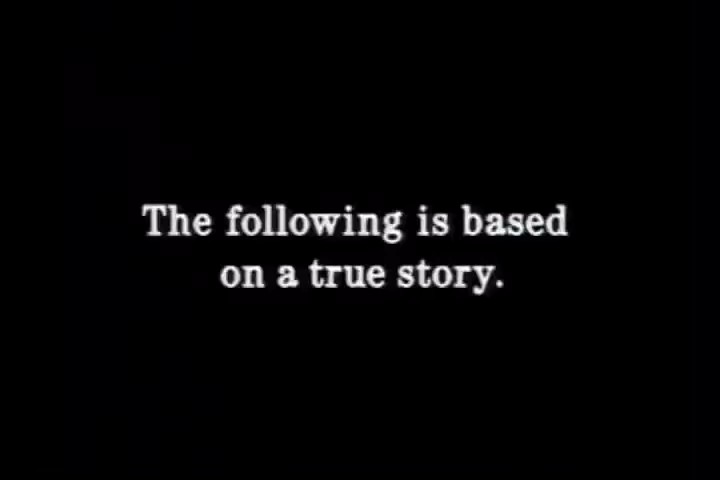 The following is based
on a true story.